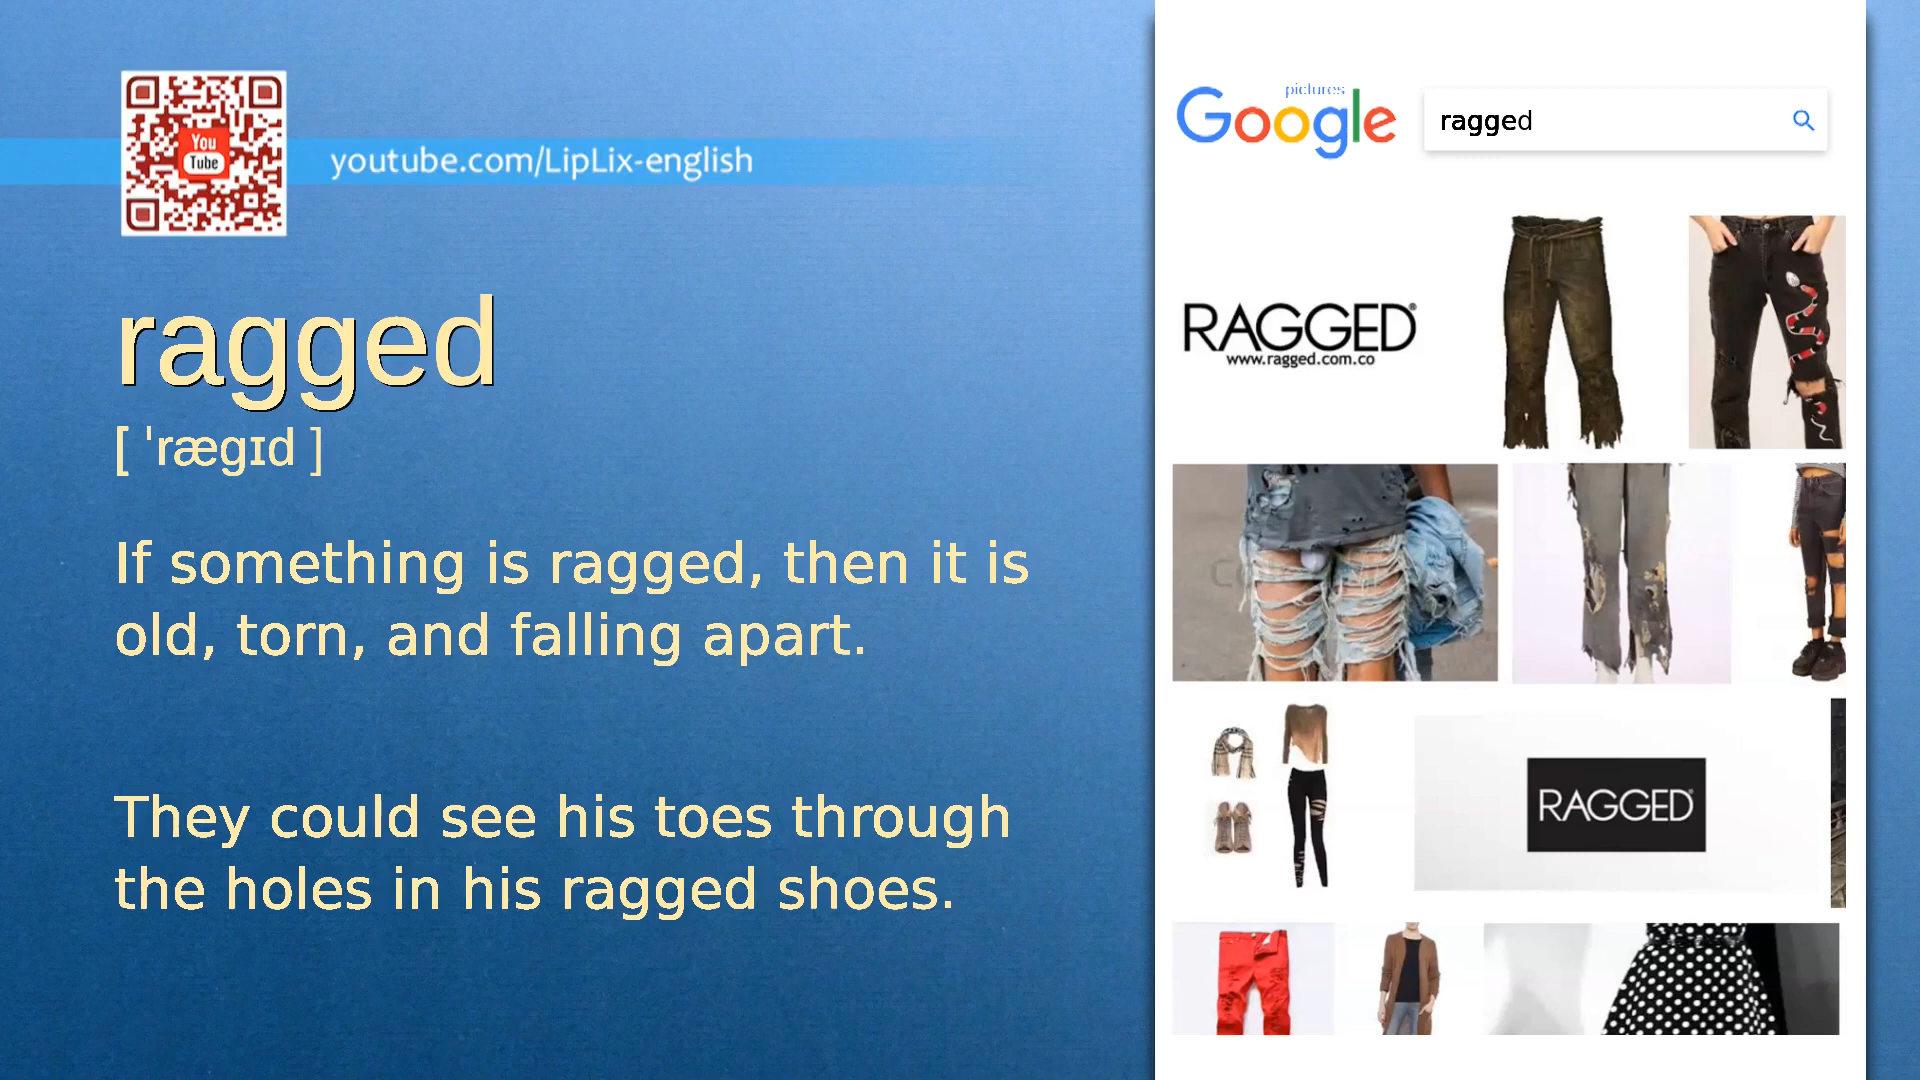 You
Tube
youtube.com/LipLix-english
ragged
[ ˈrægɪd ]
If something is ragged, then it is
old, torn, and falling apart.
They could see his toes through
the holes in his ragged shoes.
pictures
Google
ragged
RAGGED®
www.ragged.com.co
RAGGED